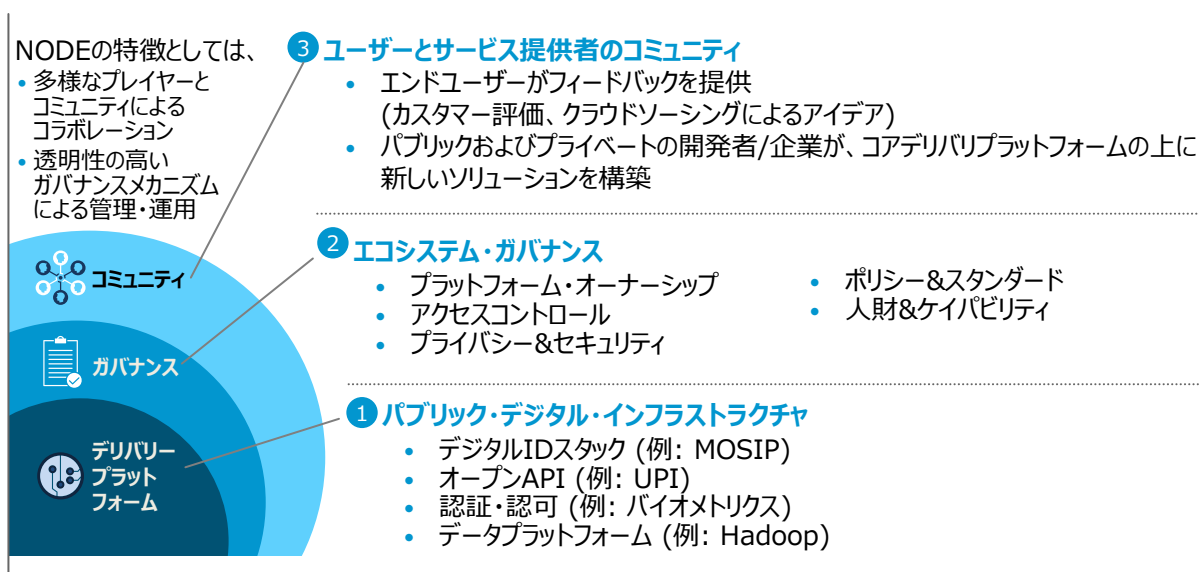 NODEの特徴としては、
• 多様なプレイヤーと
コミュニティによる
コラボレーション
• 透明性の高い
ガバナンスメカニズム
による管理・運用
コミュニティ
ガバナンス
デリバリー
プラット
フォーム
3 ユーザーとサービス提供者のコミュニティ
• エンドユーザーがフィードバックを提供
(カスタマー評価、クラウドソーシングによるアイデア)
• パブリックおよびプライベートの開発者/企業が、コアデリバリプラットフォームの上に
新しいソリューションを構築
2 エコシステム・ガバナンス
• プラットフォーム・オーナーシップ
• アクセスコントロール
• プライバシー&セキュリティ
• ポリシー&スタンダード
• 人財&ケイパビリティ
1 パブリック・デジタル・インフラストラクチャ
• デジタルIDスタック (例: MOSIP)
• オープンAPI (例: UPI)
• 認証・認可 (例: バイオメトリクス)
• データプラットフォーム (例: Hadoop)